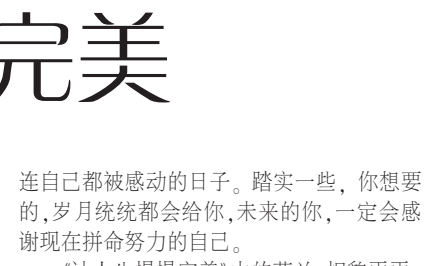 完美
连自己都被感动的日子。踏实一些，你想要
的，岁月统统都会给你，未来的你，一定会感
谢现在拼命努力的自己。